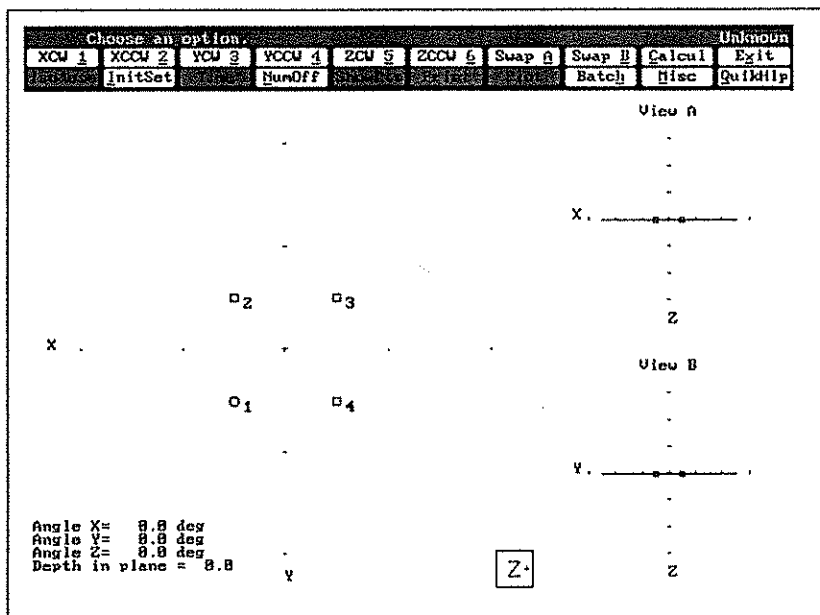 Choose an option. Unknown
XCW 1 XCCW 2 YCW 3 YCCW 4 ZCW 5 ZCCW 6 Swap A Swap B Calcul Exit
InitSet NumOff Batch Misc QuikHlp
View A
X
2 3
Z
X
View B
1 4
Y
Angle X= 0.0 deg
Angle Y= 0.0 deg
Angle Z= 0.0 deg
Depth in plane = 0.0
Y Z+ Z